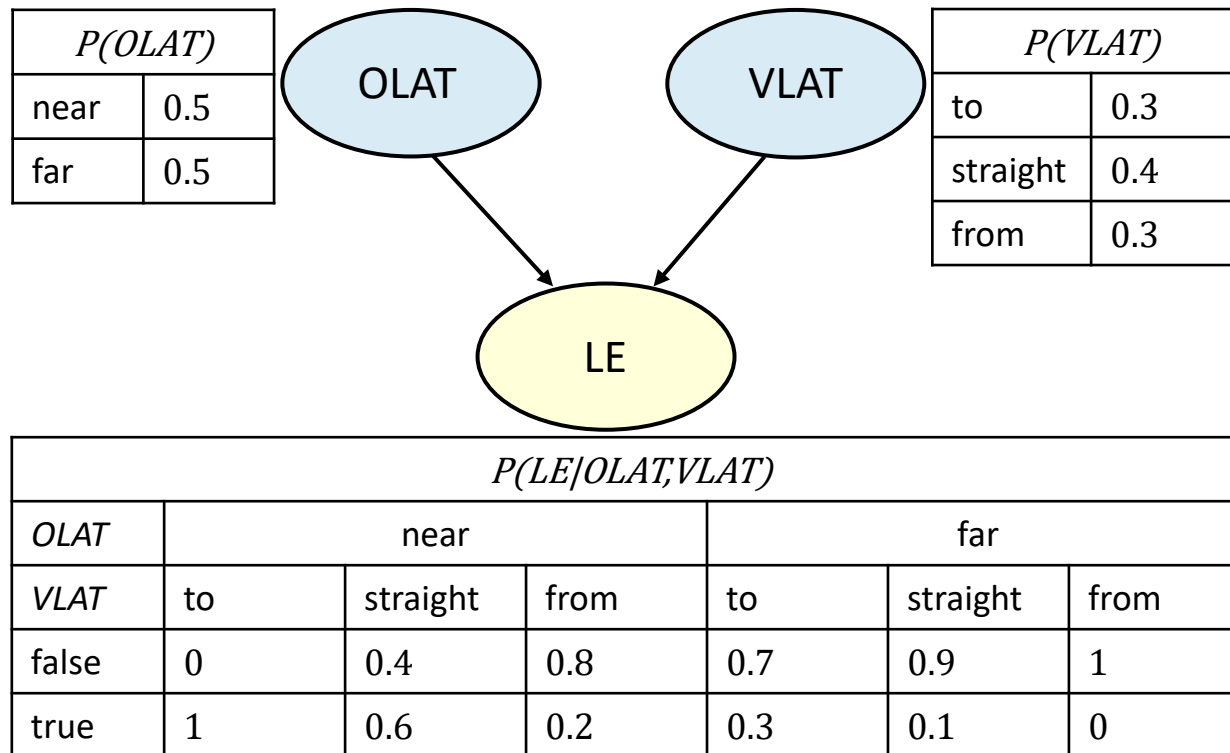 P(OLAT)
near 0.5
far 0.5
OLAT
VLAT
P(VLAT)
to 0.3
straight 0.4
from 0.3
LE
P(LE|OLAT,VLAT)
OLAT near far
VLAT to straight from to straight from
false 0 0.4 0.8 0.7 0.9 1
true 1 0.6 0.2 0.3 0.1 0